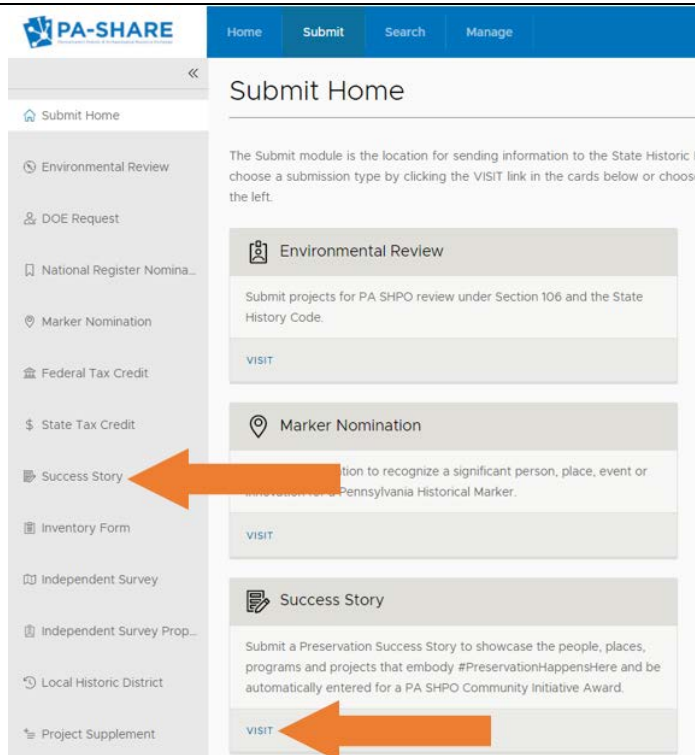 PA-SHARE
Home Submit Search Manage
«
Submit Home
Environmental Review
DOE Request
National Register Nomina...
Marker Nomination
Federal Tax Credit
$ State Tax Credit
Success Story
Inventory Form
Independent Survey
Independent Survey Prop...
Local Historic District
Project Supplement
Submit Home
The Submit module is the location for sending information to the State Historic
choose a submission type by clicking the VISIT link in the cards below or choos
the left.
Environmental Review
Submit projects for PA SHPO review under Section 106 and the State
History Code.
VISIT
Marker Nomination
to recognize a significant person, place, event or
Pennsylvania Historical Marker.
VISIT
Success Story
Submit a Preservation Success Story to showcase the people, places,
programs and projects that embody #PreservationHappensHere and be
automatically entered for a PA SHPO Community Initiative Award.
VISIT